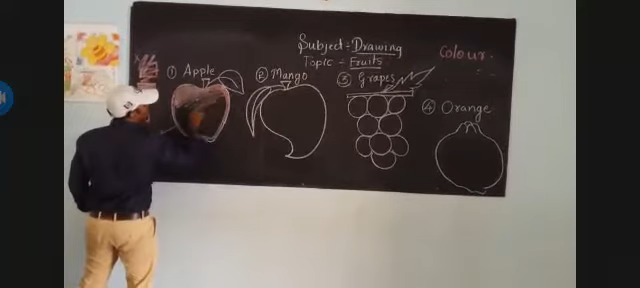 Subject :- Drawing
Topic :- Fruits
Colour.
① Apple
② Mango
③ Grapes
④ Orange